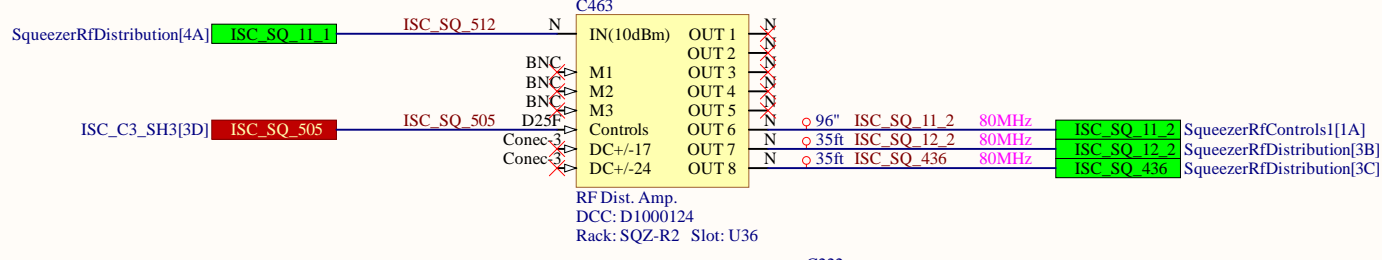 C463
SqueezerRfDistribution[4A] ISC_SQ_11_1 ISC_SQ_512 N IN(10dBm) OUT 1 N
OUT 2 N
BNC M1 OUT 3 N
BNC M2 OUT 4 N
BNC M3 OUT 5 N
ISC_C3_SH3[3D] ISC_SQ_505 ISC_SQ_505 D25F Controls OUT 6 N 96" ISC_SQ_11_2 80MHz ISC_SQ_11_2 SqueezerRfControls1[1A]
Conec-3 DC+/-17 OUT 7 N 35ft ISC_SQ_12_2 80MHz ISC_SQ_12_2 SqueezerRfDistribution[3B]
Conec-3 DC+/-24 OUT 8 N 35ft ISC_SQ_436 80MHz ISC_SQ_436 SqueezerRfDistribution[3C]
RF Dist. Amp.
DCC: D1000124
Rack: SQZ-R2 Slot: U36